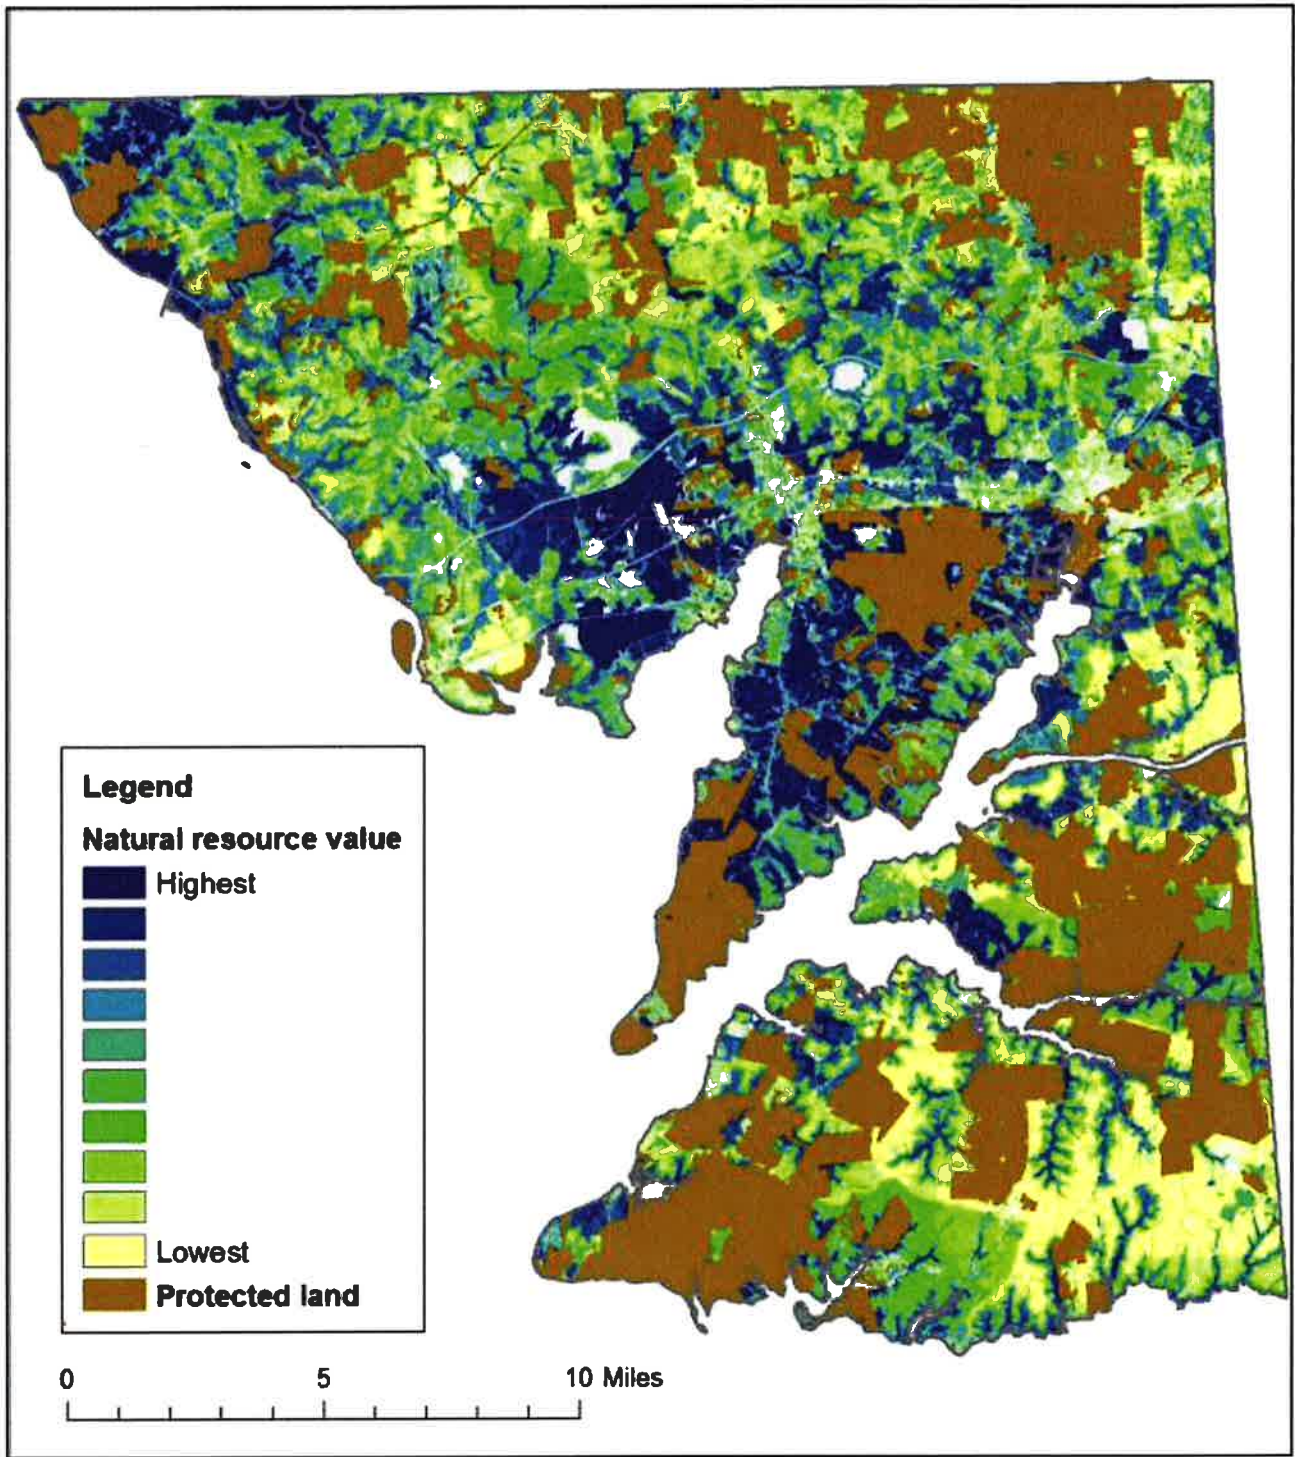 Legend
Natural resource value
Highest
Lowest
Protected land
0 5 10 Miles